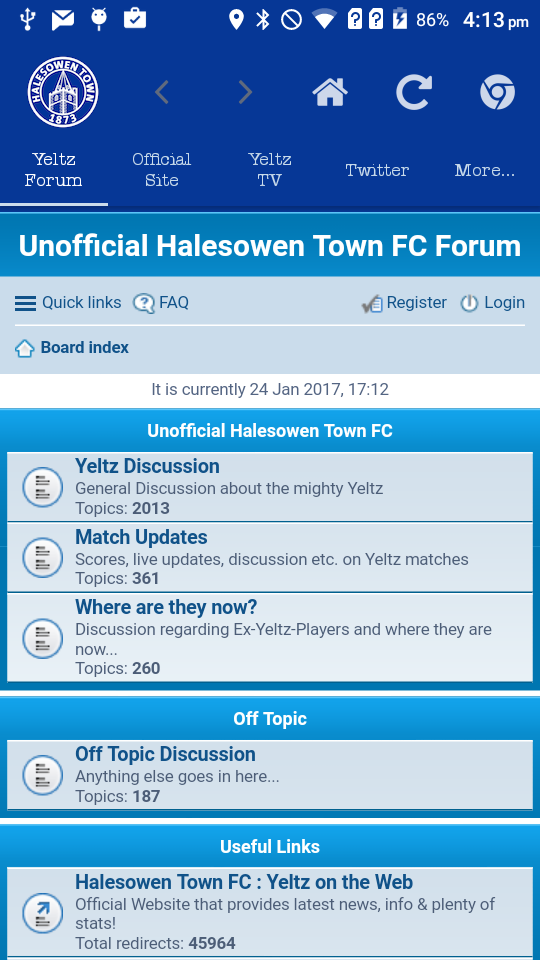 86% 4:13 pm
HALESOWEN TOWN
1873
Yeltz Forum
Official Site
Yeltz TV
Twitter
More...
Unofficial Halesowen Town FC Forum
Quick links FAQ Register Login
Board index
It is currently 24 Jan 2017, 17:12
Unofficial Halesowen Town FC
Yeltz Discussion
General Discussion about the mighty Yeltz
Topics: 2013
Match Updates
Scores, live updates, discussion etc. on Yeltz matches
Topics: 361
Where are they now?
Discussion regarding Ex-Yeltz-Players and where they are
now...
Topics: 260
Off Topic
Off Topic Discussion
Anything else goes in here...
Topics: 187
Useful Links
Halesowen Town FC : Yeltz on the Web
Official Website that provides latest news, info & plenty of
stats!
Total redirects: 45964